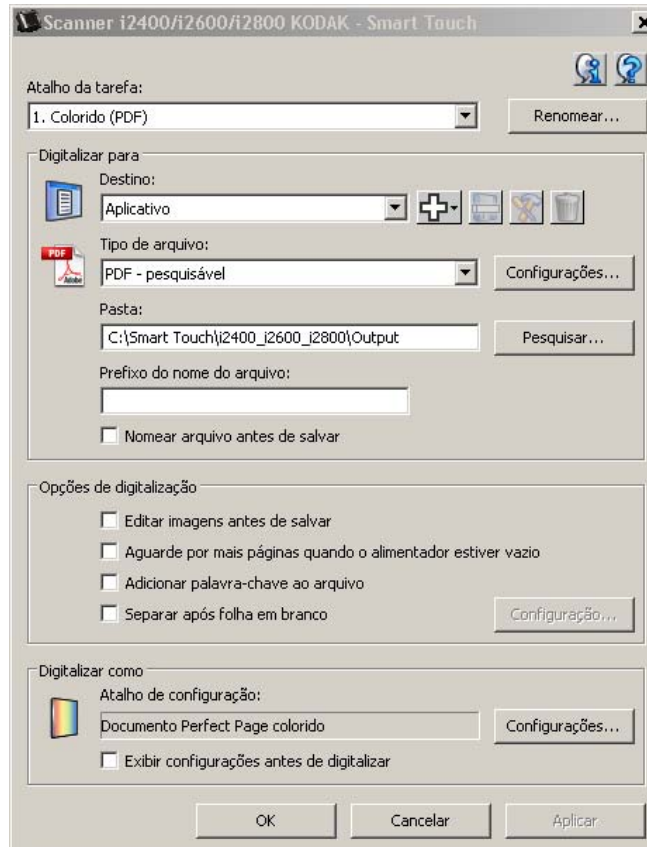 Scanner i2400/i2600/i2800 KODAK - Smart Touch
Atalho da tarefa:
1. Colorido (PDF)
Renomear...
Digitalizar para
Destino:
Aplicativo
Tipo de arquivo:
PDF
Adobe
PDF - pesquisável
Configurações...
Pasta:
C:\Smart Touch\i2400_i2600_i2800\Output
Pesquisar...
Prefixo do nome do arquivo:
Nomear arquivo antes de salvar
Opções de digitalização
Editar imagens antes de salvar
Aguarde por mais páginas quando o alimentador estiver vazio
Adicionar palavra-chave ao arquivo
Separar após folha em branco
Configuração...
Digitalizar como
Atalho de configuração:
Documento Perfect Page colorido
Configurações...
Exibir configurações antes de digitalizar
OK
Cancelar
Aplicar